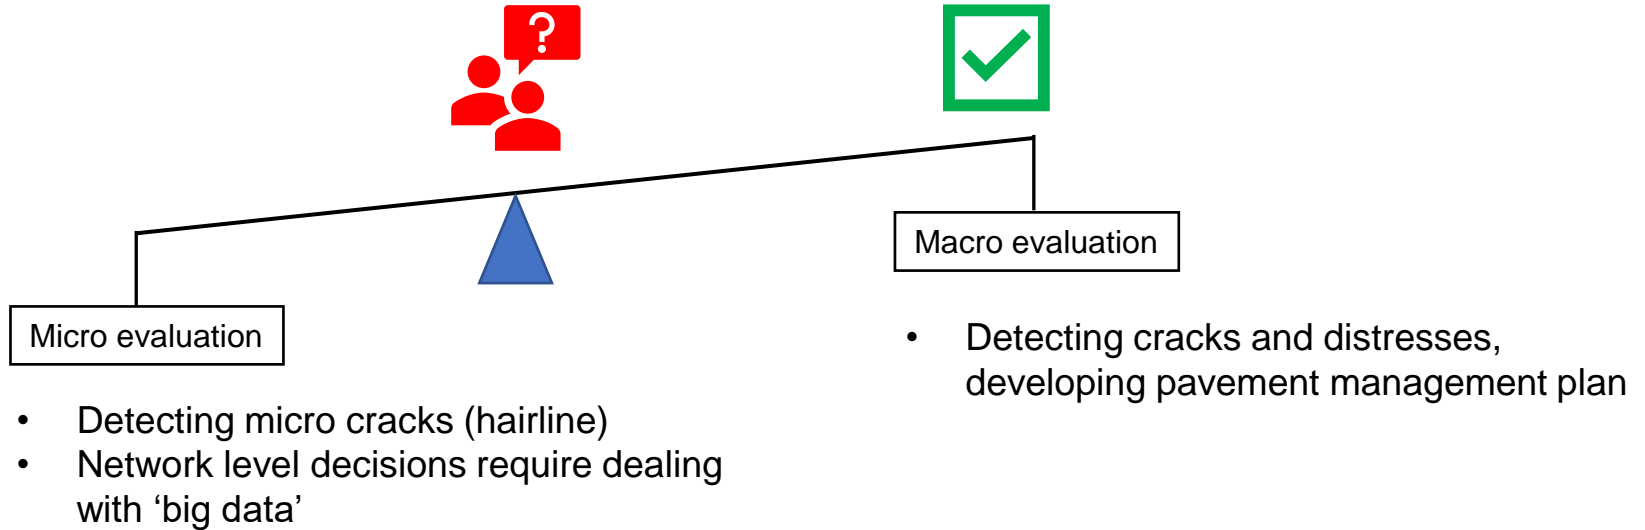 ?
Macro evaluation
Micro evaluation
• Detecting cracks and distresses,
developing pavement management plan
• Detecting micro cracks (hairline)
• Network level decisions require dealing
with ‘big data’